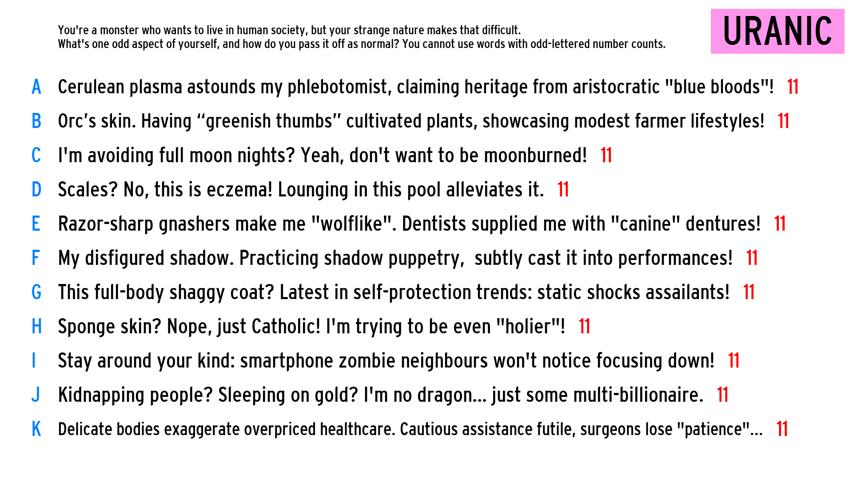 You're a monster who wants to live in human society, but your strange nature makes that difficult.
What's one odd aspect of yourself, and how do you pass it off as normal? You cannot use words with odd-lettered number counts.
URANIC
A Cerulean plasma astounds my phlebotomist, claiming heritage from aristocratic "blue bloods"! 11
B Orc’s skin. Having “greenish thumbs” cultivated plants, showcasing modest farmer lifestyles! 11
C I'm avoiding full moon nights? Yeah, don't want to be moonburned! 11
D Scales? No, this is eczema! Lounging in this pool alleviates it. 11
E Razor-sharp gnashers make me "wolflike". Dentists supplied me with "canine" dentures! 11
F My disfigured shadow. Practicing shadow puppetry,  subtly cast it into performances! 11
G This full-body shaggy coat? Latest in self-protection trends: static shocks assailants! 11
H Sponge skin? Nope, just Catholic! I'm trying to be even "holier"! 11
I Stay around your kind: smartphone zombie neighbours won't notice focusing down! 11
J Kidnapping people? Sleeping on gold? I'm no dragon... just some multi-billionaire. 11
K Delicate bodies exaggerate overpriced healthcare. Cautious assistance futile, surgeons lose "patience"... 11